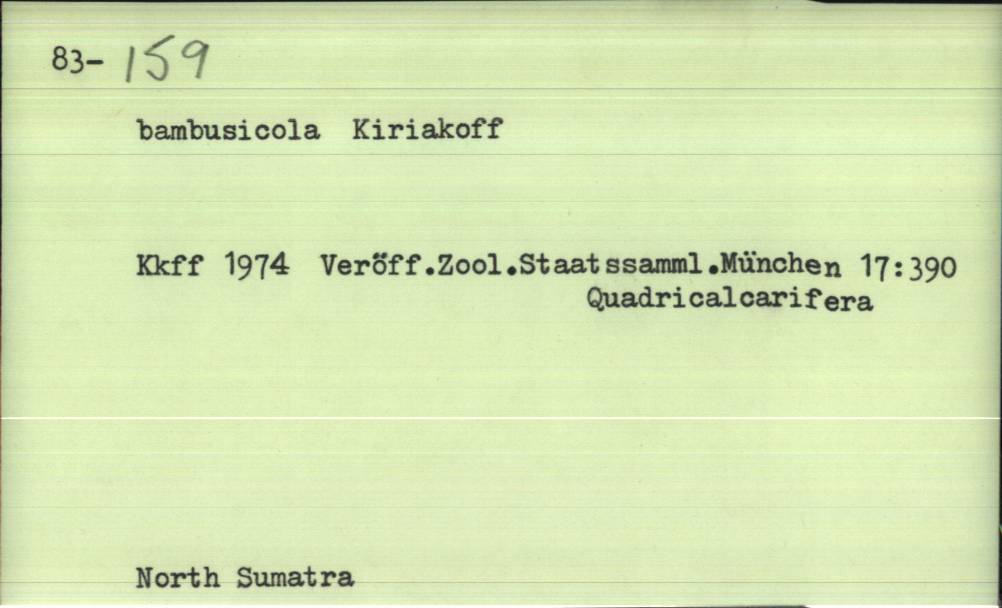 83-159
bambusicola Kiriakoff
Kkff 1974 Veröff.Zool.Staatssamml.München 17:390
Quadricalcarifera
North Sumatra